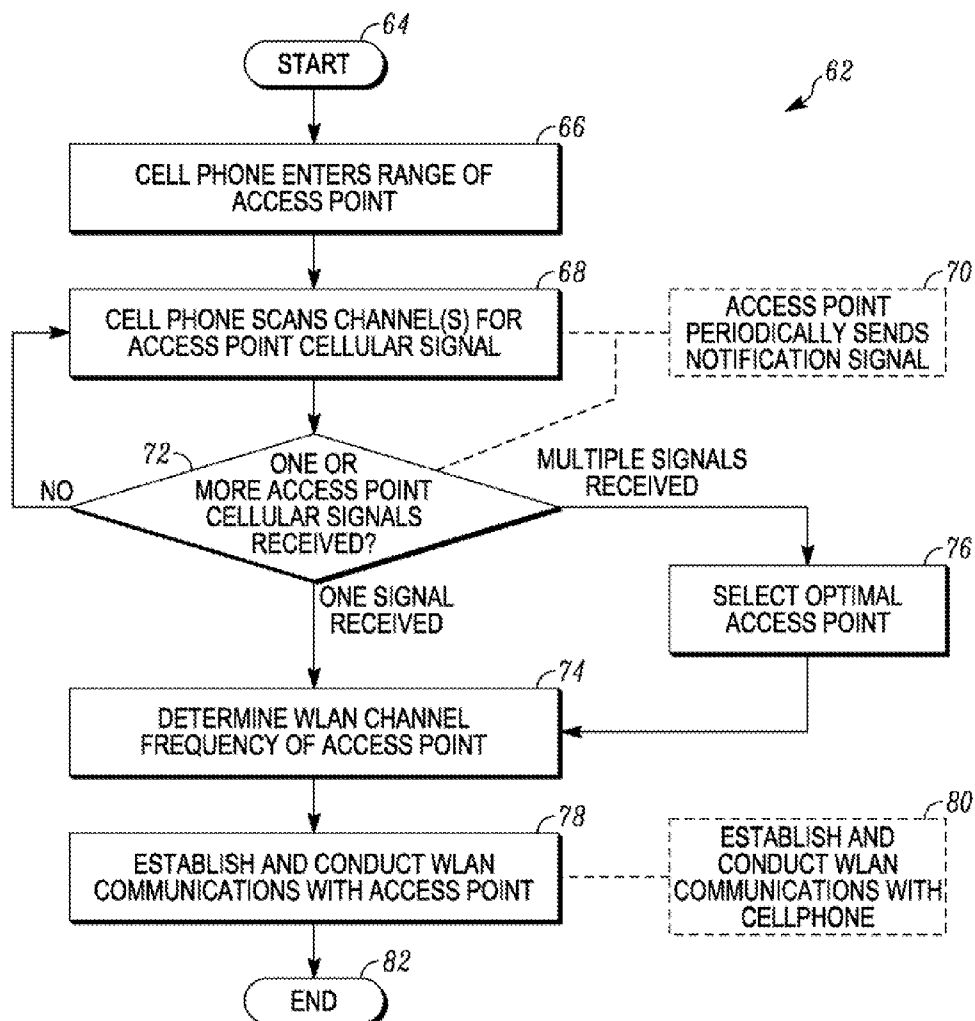 64
START
62
66
CELL PHONE ENTERS RANGE OF
ACCESS POINT
68
CELL PHONE SCANS CHANNEL(S) FOR
ACCESS POINT CELLULAR SIGNAL
70
ACCESS POINT
PERIODICALLY SENDS
NOTIFICATION SIGNAL
72
ONE OR
MORE ACCESS POINT
CELLULAR SIGNALS
RECEIVED?
NO
MULTIPLE SIGNALS
RECEIVED
76
SELECT OPTIMAL
ACCESS POINT
ONE SIGNAL
RECEIVED
74
DETERMINE WLAN CHANNEL
FREQUENCY OF ACCESS POINT
78
ESTABLISH AND CONDUCT WLAN
COMMUNICATIONS WITH ACCESS POINT
80
ESTABLISH AND
CONDUCT WLAN
COMMUNICATIONS WITH
CELLPHONE
82
END